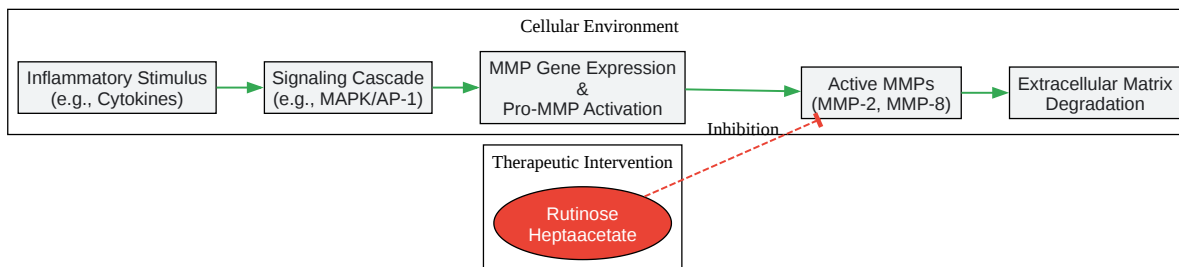 Cellular Environment
Inflammatory Stimulus
(e.g., Cytokines)
Signaling Cascade
(e.g., MAPK/AP-1)
MMP Gene Expression
&
Pro-MMP Activation
Active MMPs
(MMP-2, MMP-8)
Extracellular Matrix
Degradation
Inhibition
Therapeutic Intervention
Rutinose
Heptaacetate